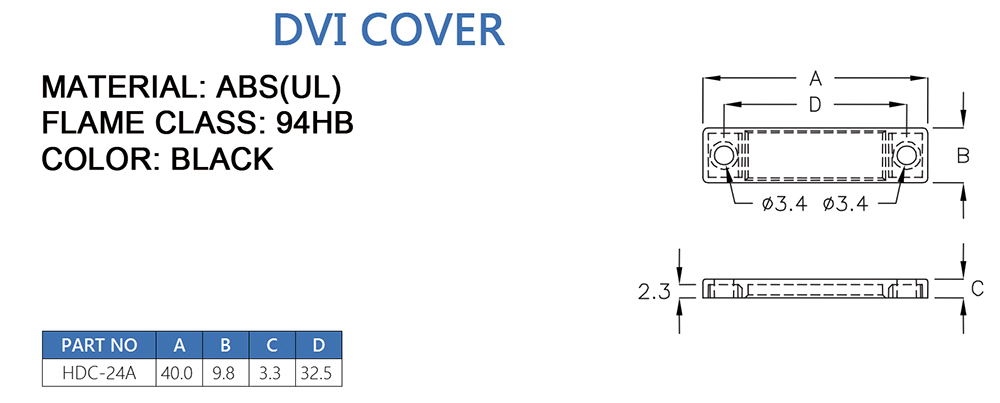 DVI COVER
MATERIAL: ABS(UL)
FLAME CLASS: 94HB
COLOR: BLACK
A
D
B
ø3.4 ø3.4
2.3
C
PART NO A B C D
HDC-24A 40.0 9.8 3.3 32.5